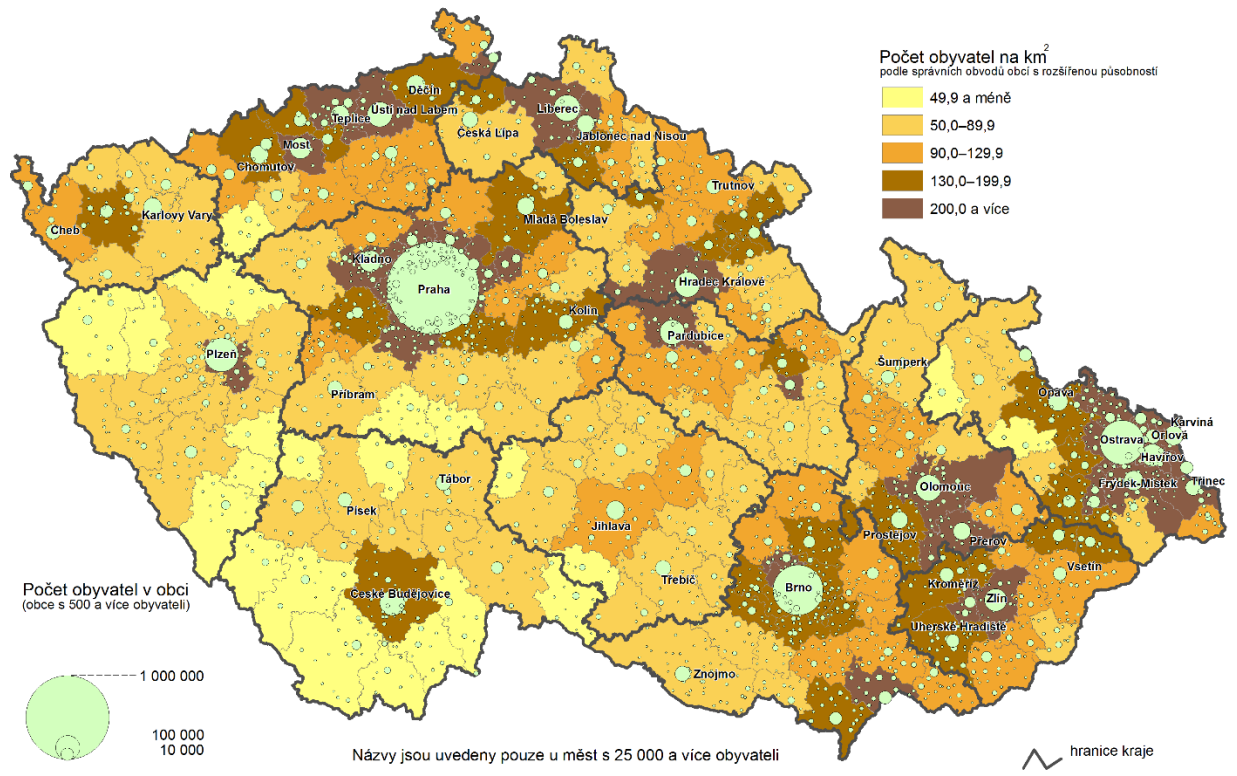 Počet obyvatel na km2
podle správních obvodů obcí s rozšířenou působností
49,9 a méně
50,0–89,9
90,0–129,9
130,0–199,9
200,0 a více
Děčín
Ústí nad Labem
Teplice
Liberec
Česká Lípa
Jablonec nad Nisou
Most
Chomutov
Trutnov
Karlovy Vary
Mladá Boleslav
Cheb
Kladno
Hradec Králové
Praha
Kolín
Pardubice
Plzeň
Šumperk
Příbram
Opava
Karviná
Orlová
Ostrava
Havířov
Tábor
Olomouc
Frýdek-Místek
Třinec
Písek
Jihlava
Prostějov
Přerov
Vsetín
Třebíč
Kroměříž
Brno
Zlín
České Budějovice
Uherské Hradiště
Znojmo
Počet obyvatel v obci
(obce s 500 a více obyvateli)
1 000 000
100 000
10 000
Názvy jsou uvedeny pouze u měst s 25 000 a více obyvateli
hranice kraje